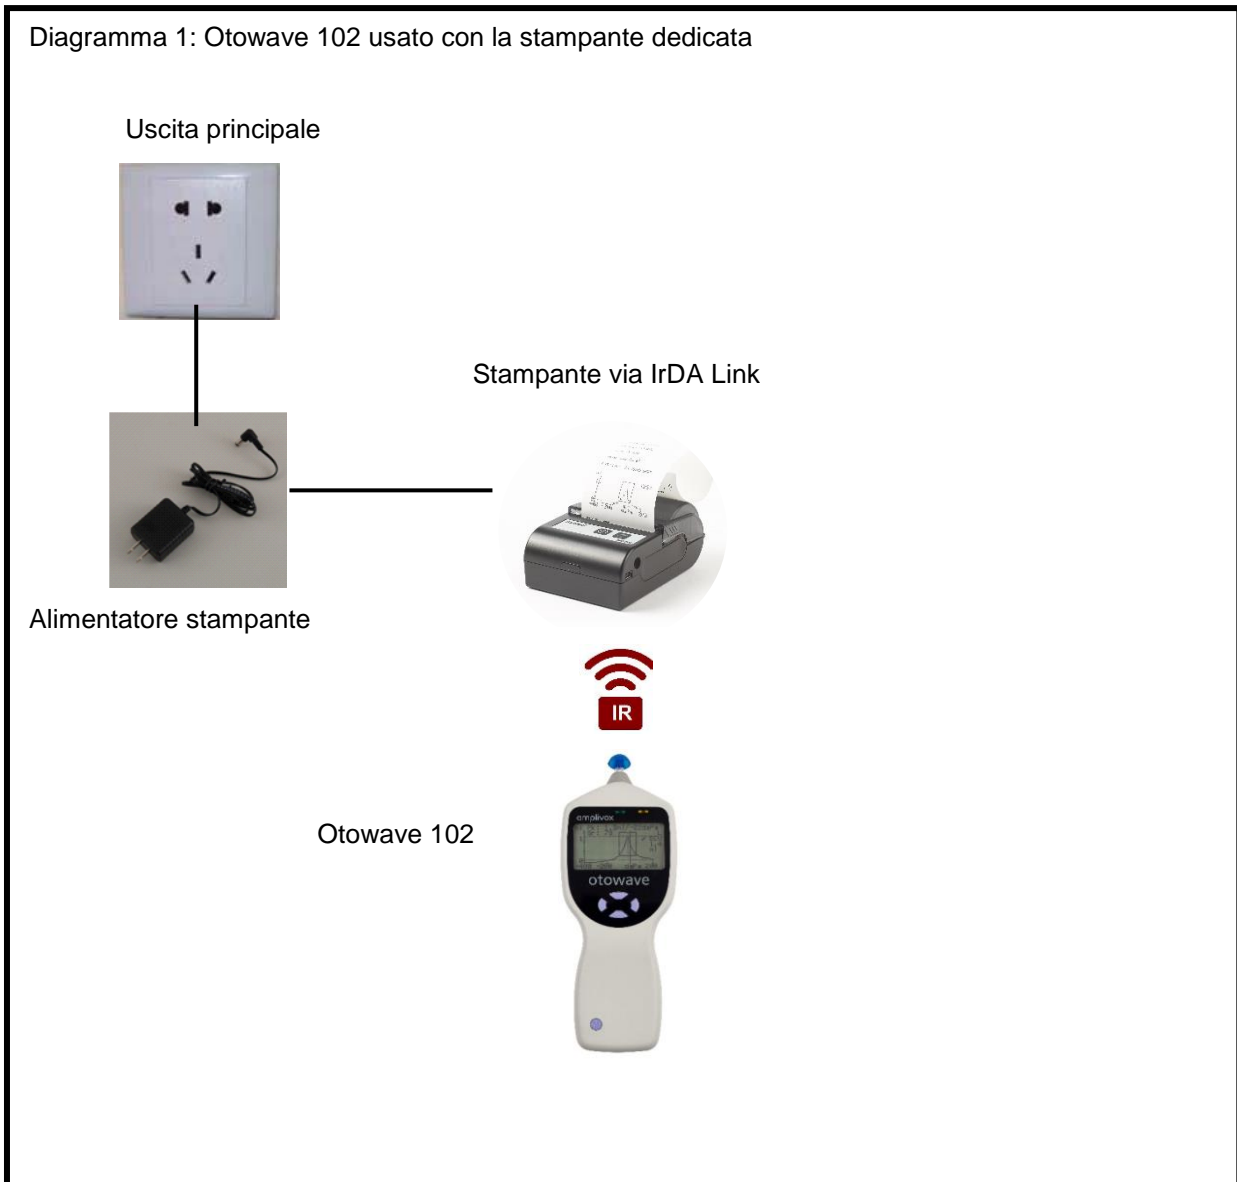 Diagramma 1: Otowave 102 usato con la stampante dedicata
Uscita principale
Stampante via IrDA Link
Alimentatore stampante
IR
Otowave 102
amplivox
otowave